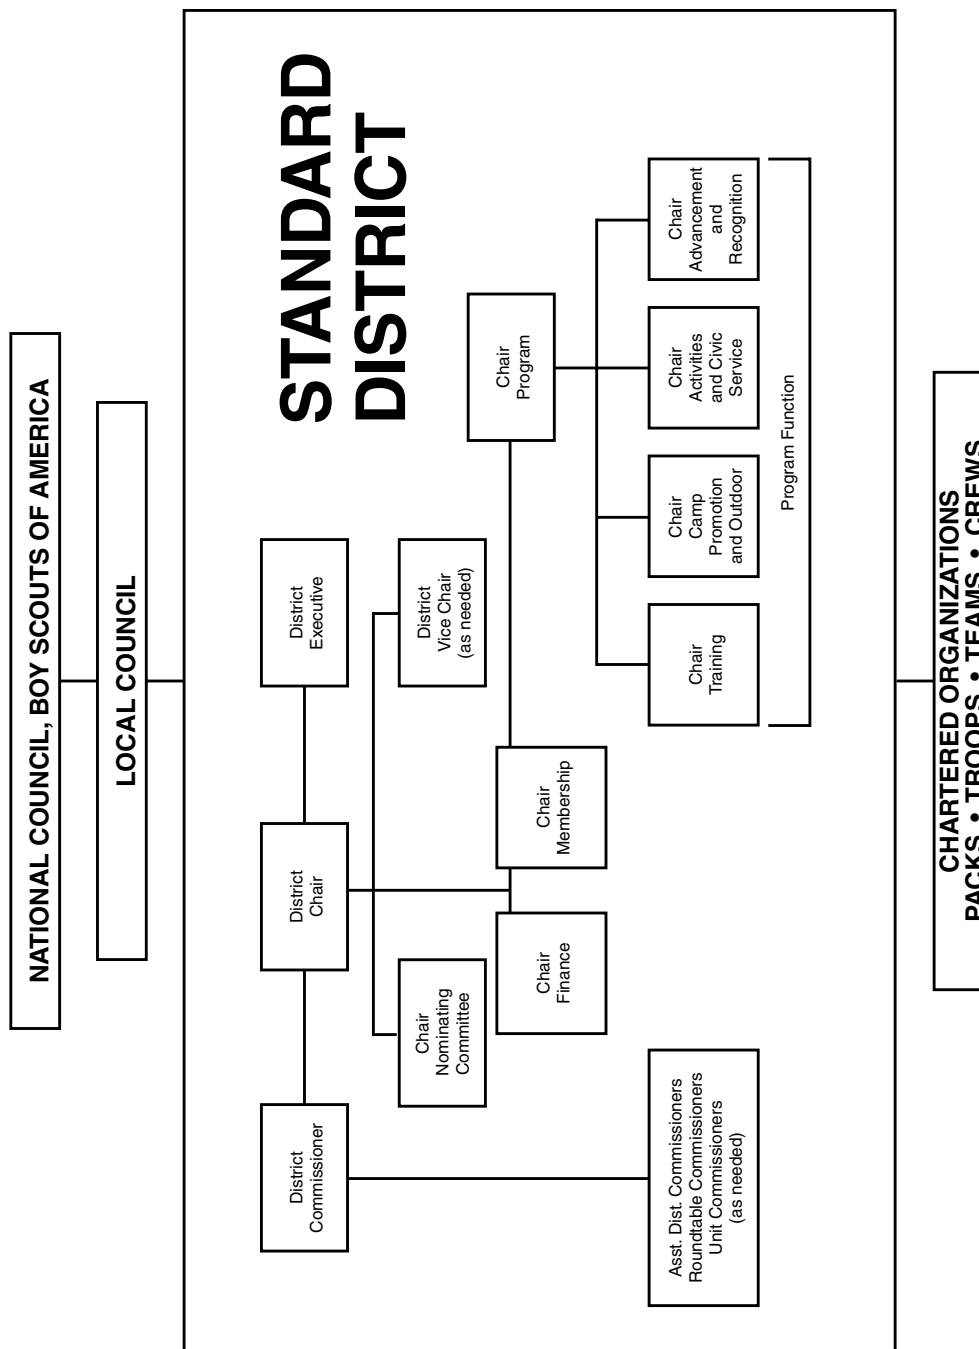 NATIONAL COUNCIL, BOY SCOUTS OF AMERICA
LOCAL COUNCIL
STANDARD
DISTRICT
District
Commissioner
District
Chair
District
Executive
Chair
Nominating
Committee
District
Vice Chair
(as needed)
Chair
Finance
Chair
Membership
Chair
Program
Asst. Dist. Commissioners
Roundtable Commissioners
Unit Commissioners
(as needed)
Chair
Training
Chair
Camp
Promotion
and Outdoor
Chair
Activities
and Civic
Service
Chair
Advancement
and
Recognition
Program Function
CHARTERED ORGANIZATIONS
PACKS • TROOPS • TEAMS • CREWS